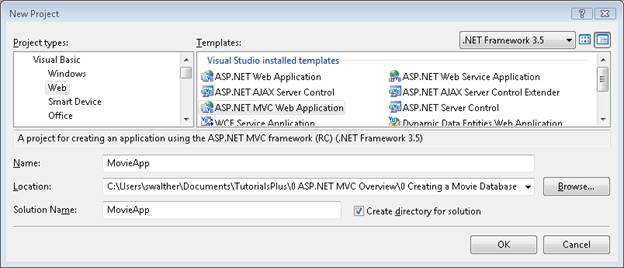 New Project
Project types:
Templates:
.NET Framework 3.5
Visual Basic
Windows
Web
Smart Device
Office
Visual Studio installed templates
ASP.NET Web Application
ASP.NET Web Service Application
ASP.NET AJAX Server Control
ASP.NET AJAX Server Control Extender
ASP.NET MVC Web Application
ASP.NET Server Control
WCF Service Application
Dynamic Data Entities Web Application
A project for creating an application using the ASP.NET MVC framework (RC) (.NET Framework 3.5)
Name:
MovieApp
Location:
C:\Users\swalther\Documents\TutorialsPlus\0 ASP.NET MVC Overview\0 Creating a Movie Database
Browse...
Solution Name:
MovieApp
Create directory for solution
OK
Cancel